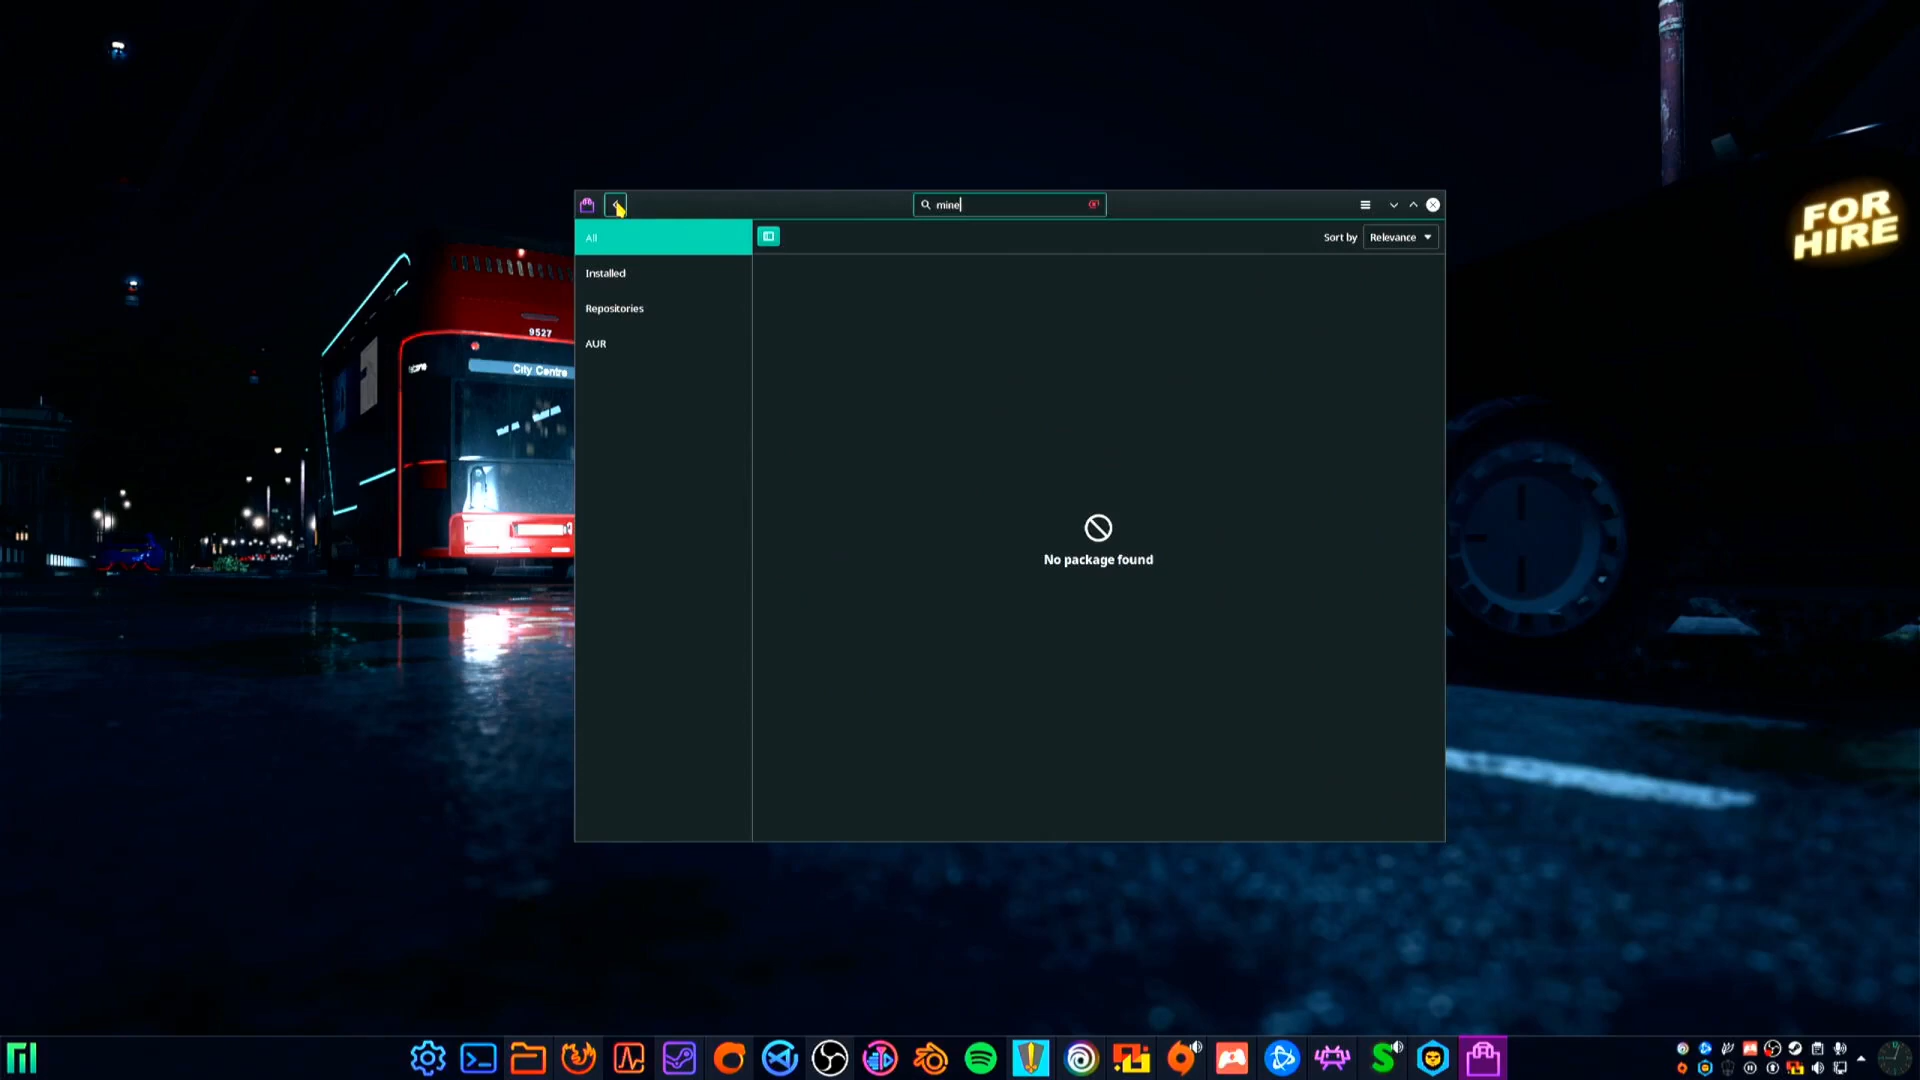 mine
All
Sort by Relevance
Installed
Repositories
AUR
No package found
9527
City Centre
FOR
HIRE